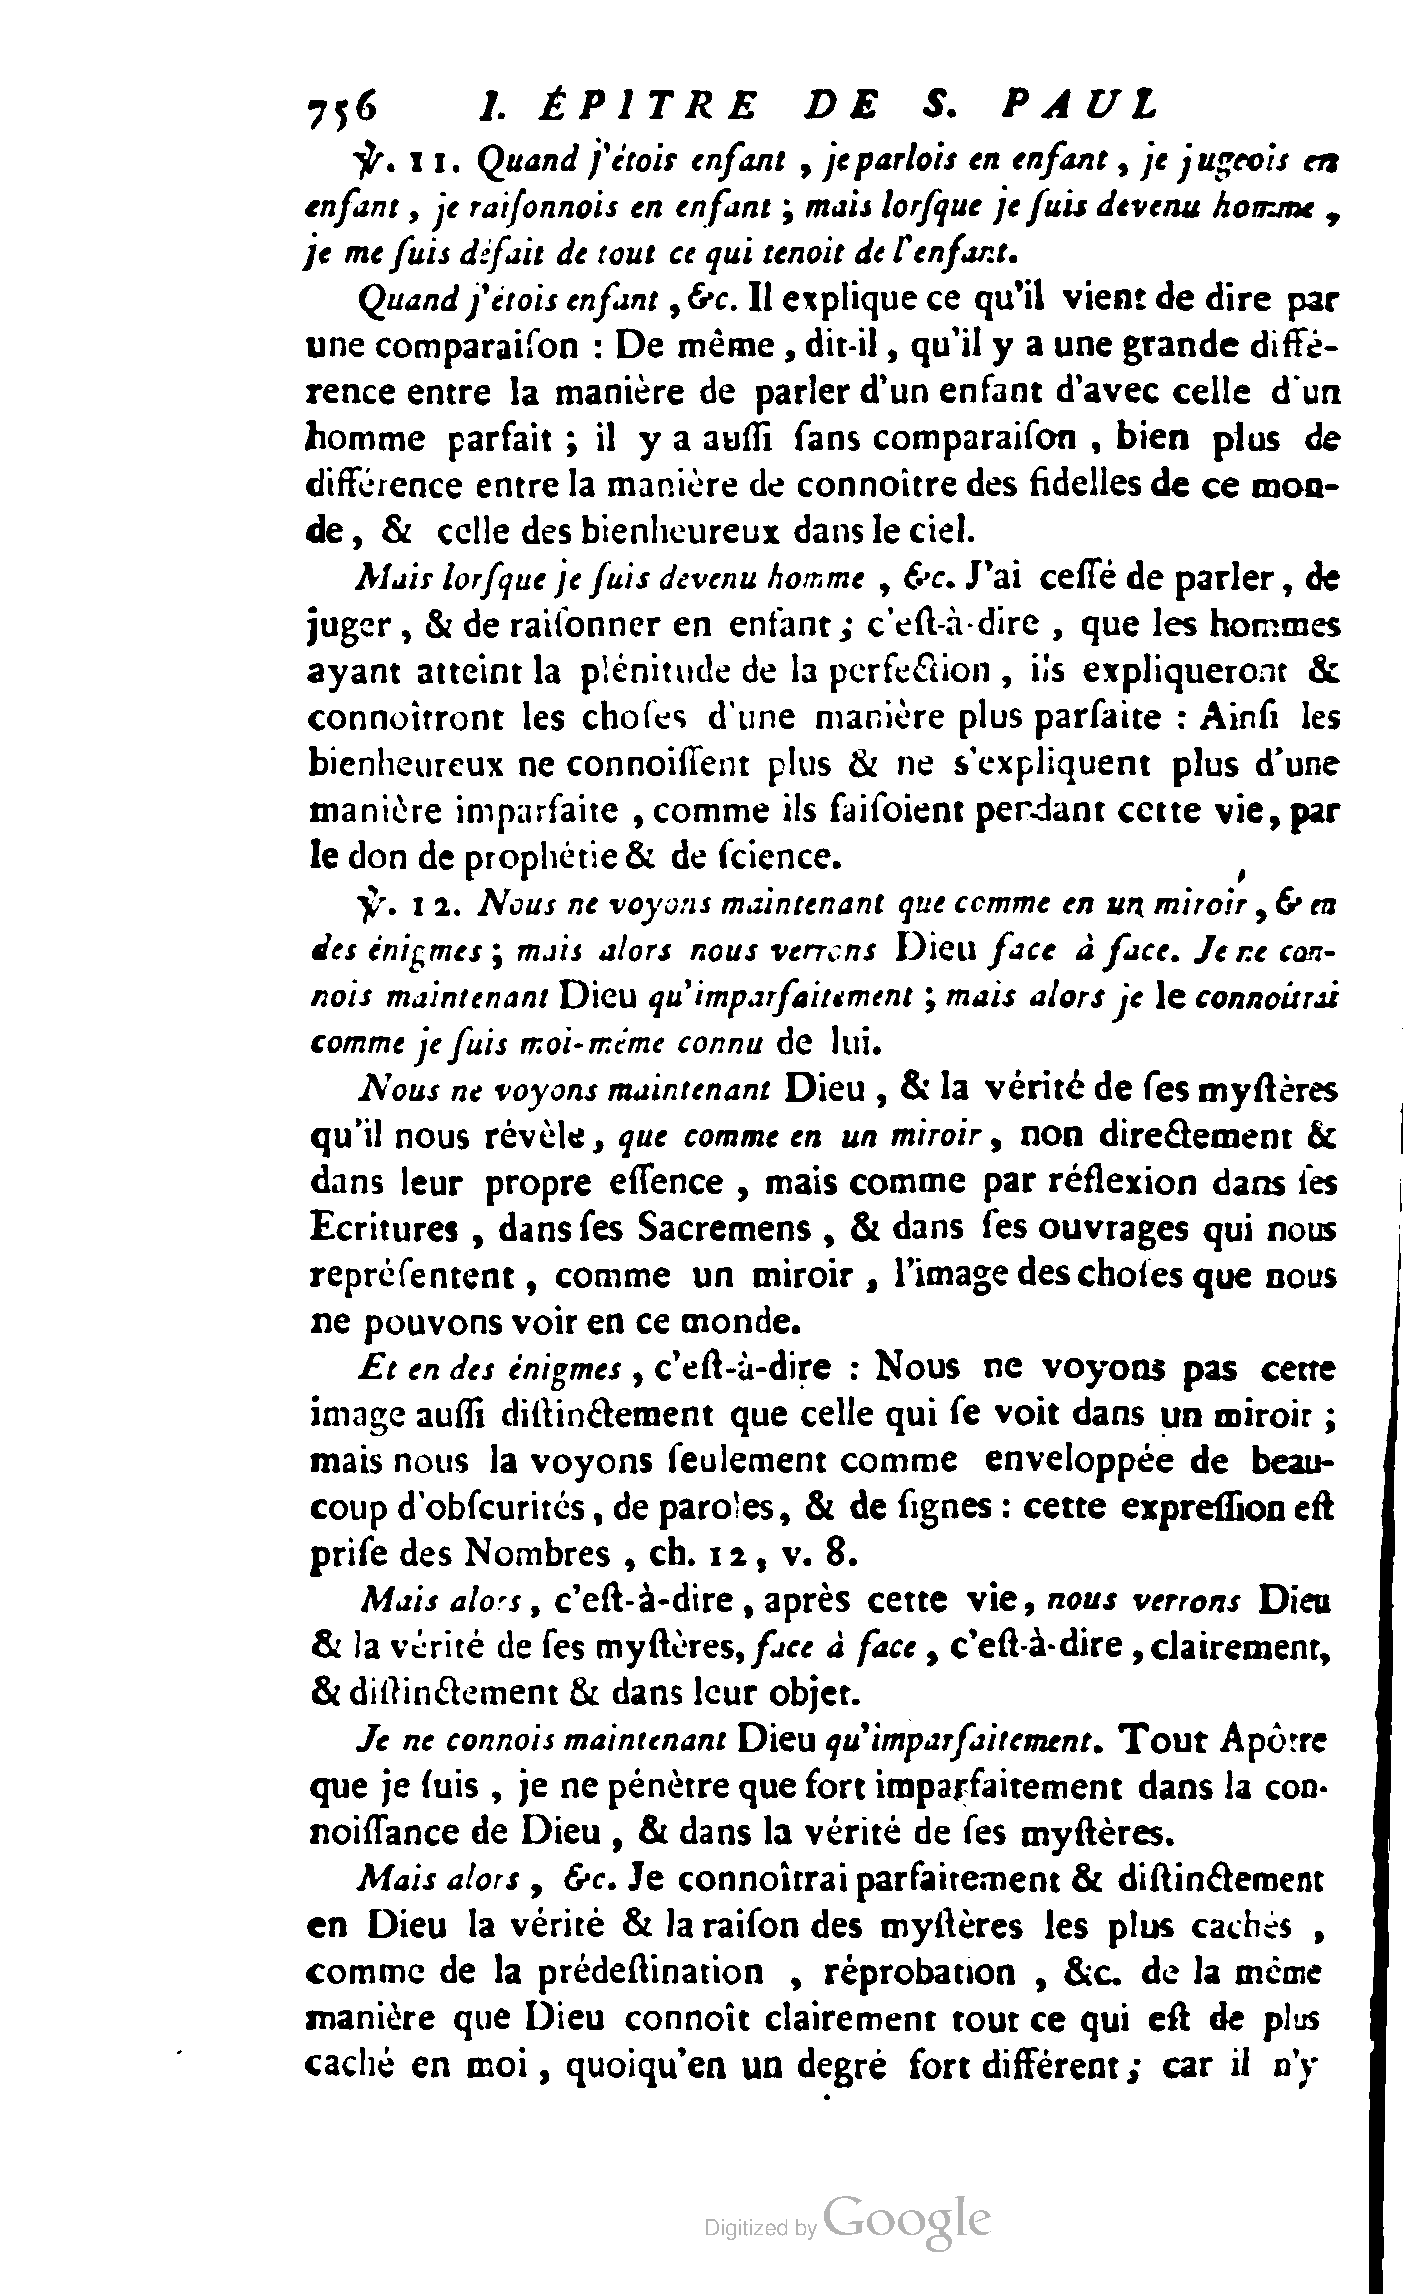 756 I. ÉPITRE DE S. PAUL
℣. 11. Quand j'étois enfant , je parlois en enfant , je jugeois en
enfant , je raiſonnois en enfant ; mais lorſque je ſuis devenu homme ,
je me ſuis défait de tout ce qui tenoit de l'enfant.
Quand j'étois enfant , &c. Il explique ce qu'il vient de dire par
une comparaiſon : De même , dit-il , qu'il y a une grande diffé-
rence entre la manière de parler d'un enfant d'avec celle d'un
homme parfait ; il y a auſſi ſans comparaiſon , bien plus de
différence entre la manière de connoître des fidelles de ce mon-
de , & celle des bienheureux dans le ciel.
Mais lorſque je ſuis devenu homme , &c. J'ai ceſſé de parler , de
juger , & de raiſonner en enfant ; c'eſt-à-dire , que les hommes
ayant atteint la plénitude de la perfection , ils expliqueront &
connoîtront les choſes d'une manière plus parfaite : Ainſi les
bienheureux ne connoiſſent plus & ne s'expliquent plus d'une
manière imparfaite , comme ils faiſoient pendant cette vie, par
le don de prophétie & de ſcience.
℣. 12. Nous ne voyons maintenant que comme en un miroir , & en
des énigmes ; mais alors nous verrons Dieu face à face. Je ne con-
nois maintenant Dieu qu'imparfaitement ; mais alors je le connoîtrai
comme je ſuis moi-même connu de lui.
Nous ne voyons maintenant Dieu , & la vérité de ſes myſtères
qu'il nous révèle, que comme en un miroir, non directement &
dans leur propre eſſence , mais comme par réflexion dans ſes
Ecritures , dans ſes Sacremens , & dans ſes ouvrages qui nous
repréſentent , comme un miroir , l'image des choſes que nous
ne pouvons voir en ce monde.
Et en des énigmes , c'eſt-à-dire : Nous ne voyons pas cette
image auſſi diſtinctement que celle qui ſe voit dans un miroir ;
mais nous la voyons ſeulement comme enveloppée de beau-
coup d'obſcurités, de paroles, & de ſignes : cette expreſſion eſt
priſe des Nombres , ch. 12, v. 8.
Mais alors, c'eſt-à-dire , après cette vie, nous verrons Dieu
& la vérité de ſes myſtères, face à face , c'eſt-à-dire , clairement,
& diſtinctement & dans leur objet.
Je ne connois maintenant Dieu qu'imparfaitement. Tout Apôtre
que je ſuis , je ne pénètre que fort imparfaitement dans la con-
noiſſance de Dieu , & dans la vérité de ſes myſtères.
Mais alors , &c. Je connoîtrai parfaitement & diſtinctement
en Dieu la vérité & la raiſon des myſtères les plus cachés ,
comme de la prédeſtination , réprobation , &c. de la même
manière que Dieu connoît clairement tout ce qui eſt de plus
caché en moi , quoiqu'en un degré fort différent ; car il n'y
Digitized by Google